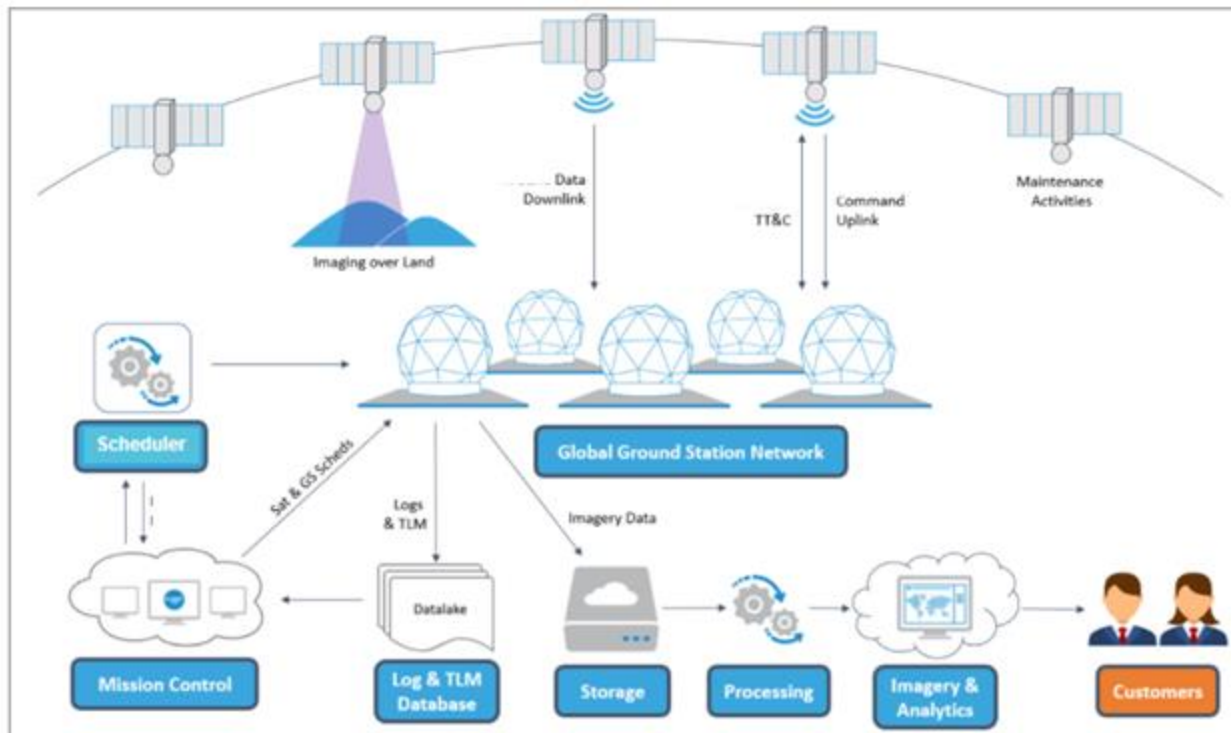 Data
Downlink
TT&C
Command
Uplink
Maintenance
Activities
Imaging over Land
Scheduler
Global Ground Station Network
Sat & GS Scheds
Logs
& TLM
Imagery Data
Datalake
Mission Control
Log & TLM
Database
Storage
Processing
Imagery &
Analytics
Customers